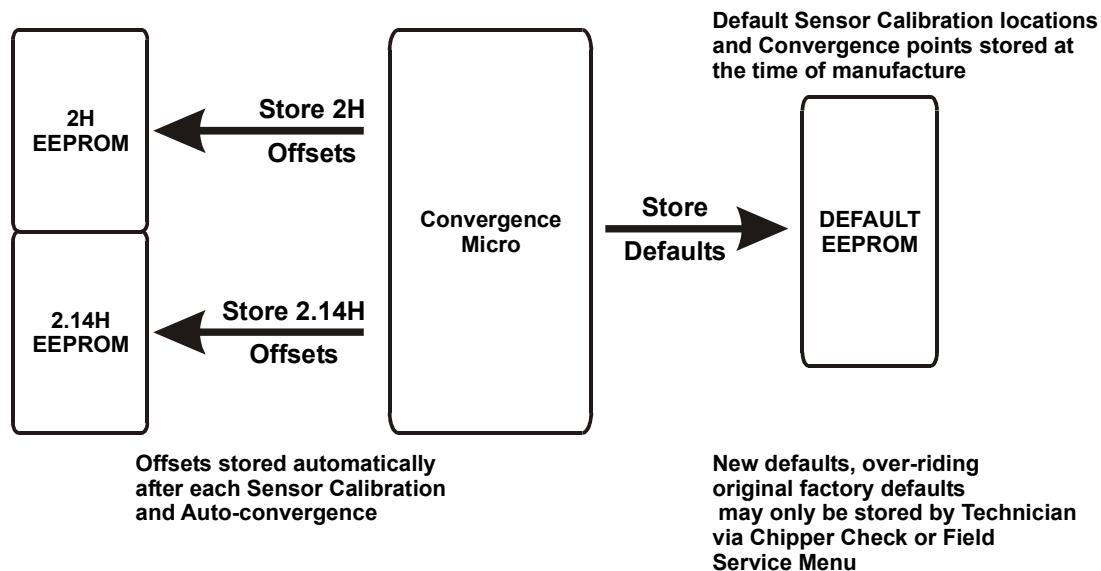 Default Sensor Calibration locations
and Convergence points stored at
the time of manufacture
2H
EEPROM
Store 2H
Offsets
Convergence
Micro
Store
Defaults
DEFAULT
EEPROM
2.14H
EEPROM
Store 2.14H
Offsets
Offsets stored automatically
after each Sensor Calibration
and Auto-convergence
New defaults, over-riding
original factory defaults
may only be stored by Technician
via Chipper Check or Field
Service Menu